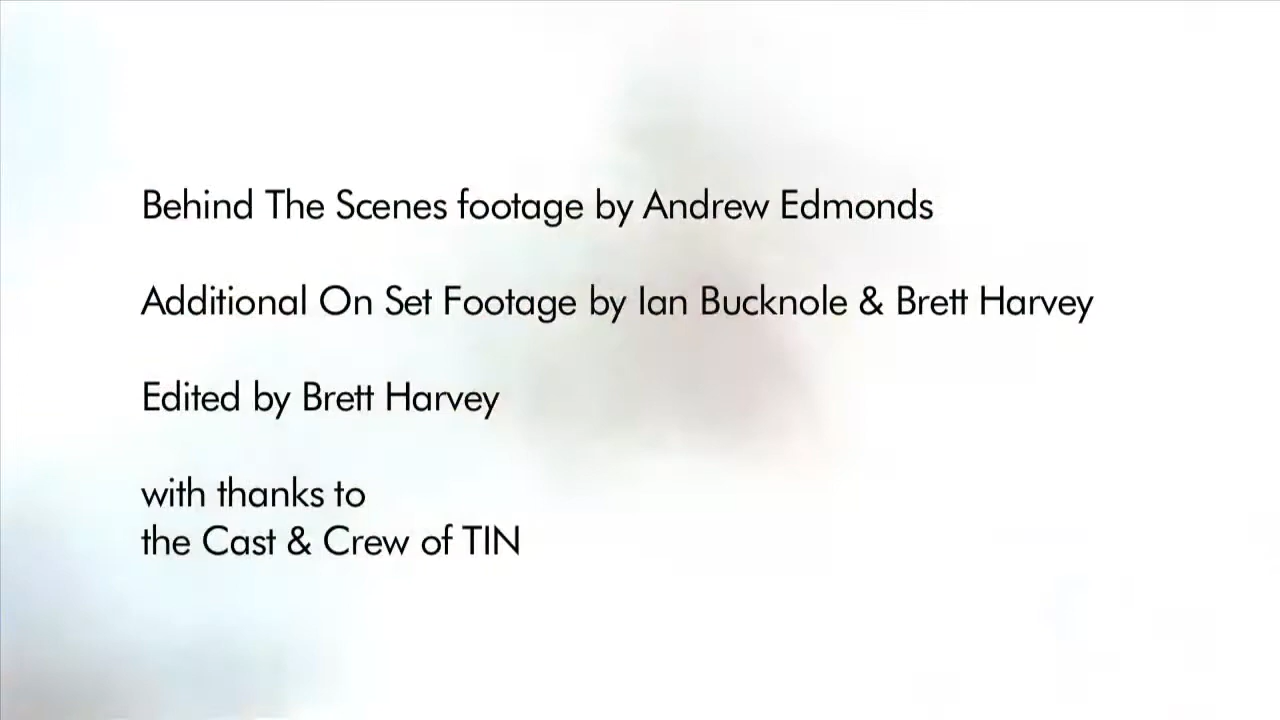 Behind The Scenes footage by Andrew Edmonds
Additional On Set Footage by Ian Bucknole & Brett Harvey
Edited by Brett Harvey
with thanks to
the Cast & Crew of TIN